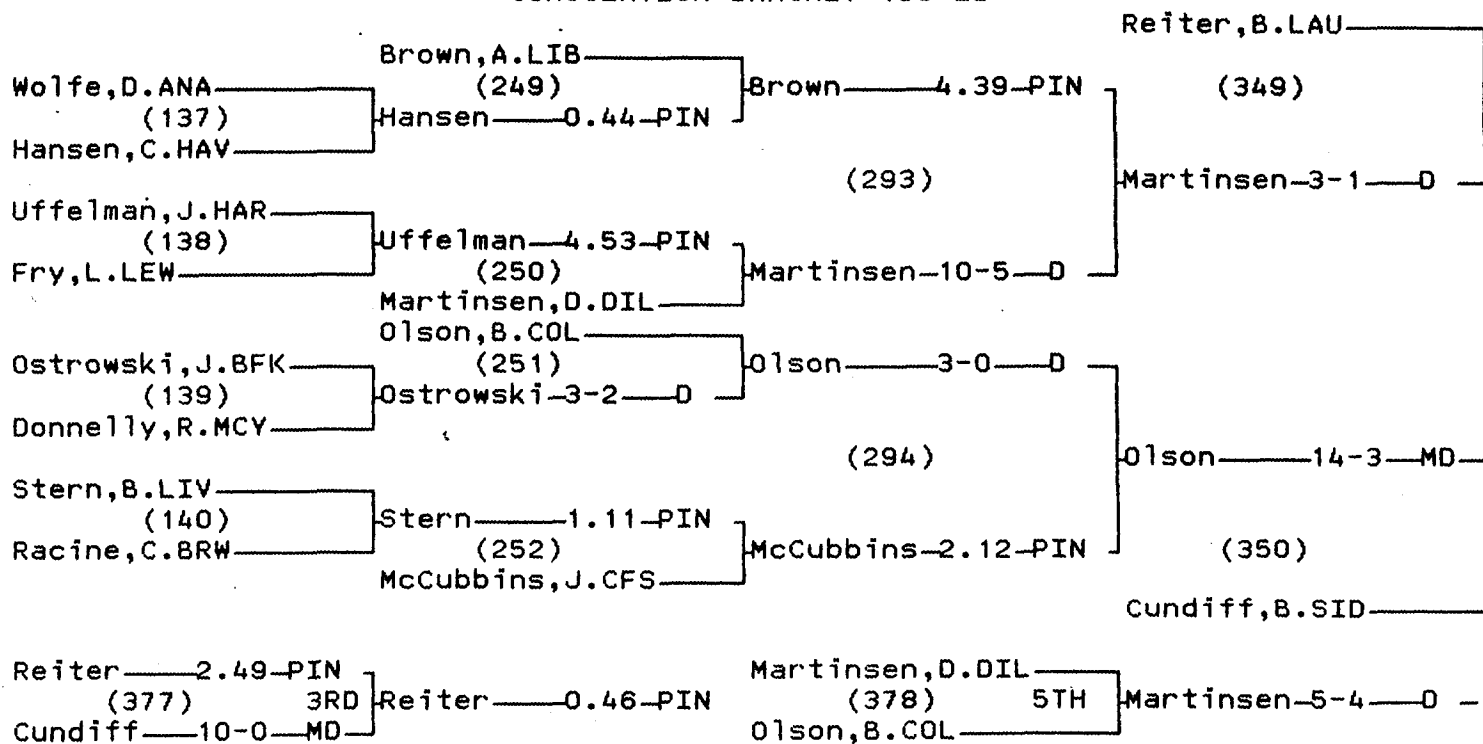 Reiter,B.LAU
Brown,A.LIB
Wolfe,D.ANA (249) Brown 4.39 PIN (349)
(137) Hansen 0.44 PIN
Hansen,C.HAV
(293) Martinsen 3-1 D
Uffelman,J.HAR
(138) Uffelman 4.53 PIN
Fry,L.LEW (250) Martinsen 10-5 D
Martinsen,D.DIL
Olson,B.COL
Ostrowski,J.BFK (251) Olson 3-0 D
(139) Ostrowski 3-2 D
Donnelly,R.MCY
(294) Olson 14-3 MD
Stern,B.LIV
(140) Stern 1.11 PIN
Racine,C.BRW (252) McCubbins 2.12 PIN (350)
McCubbins,J.CFS
Cundiff,B.SID
Reiter 2.49 PIN Martinsen,D.DIL
(377) 3RD Reiter 0.46 PIN (378) 5TH Martinsen 5-4 D
Cundiff 10-0 MD Olson,B.COL